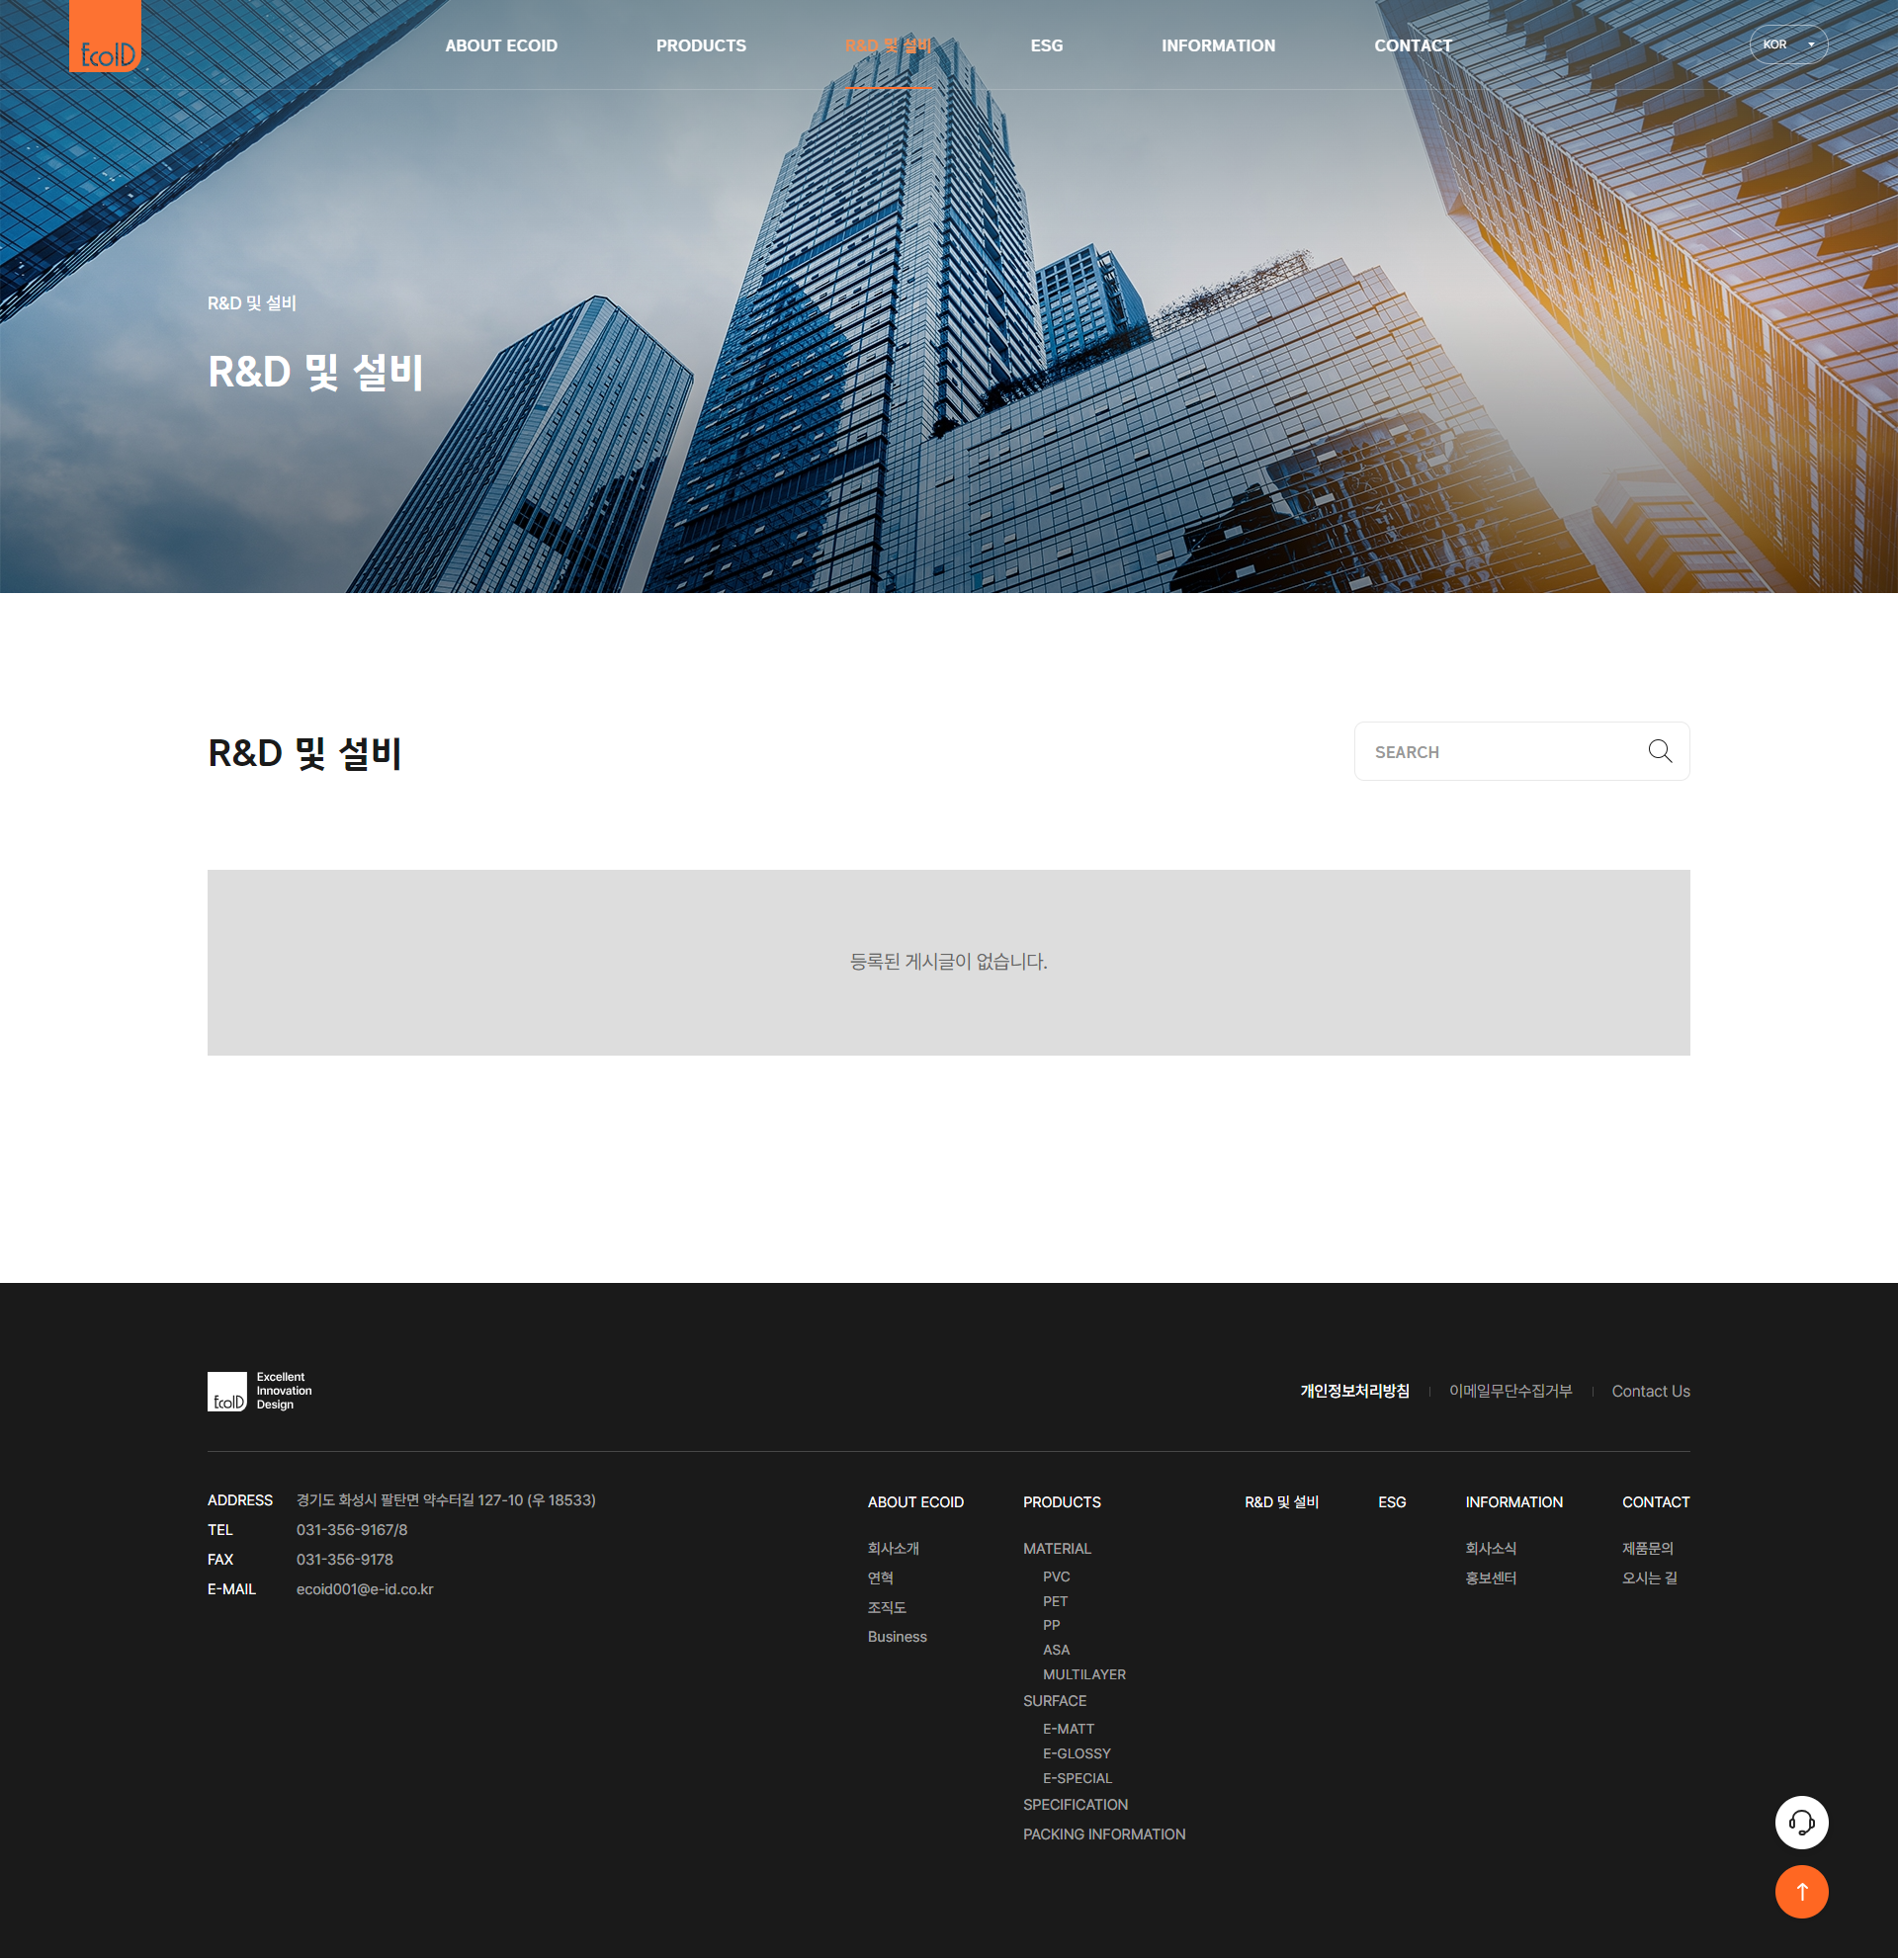 EcoID
ABOUT ECOID
PRODUCTS
R&D 및 설비
ESG
INFORMATION
CONTACT
KOR
R&D 및 설비
R&D 및 설비
R&D 및 설비
SEARCH
등록된 게시글이 없습니다.
EcoID
Excellent
Innovation
Design
개인정보처리방침
이메일무단수집거부
Contact Us
ADDRESS 경기도 화성시 팔탄면 약수터길 127-10 (우 18533)
TEL 031-356-9167/8
FAX 031-356-9178
E-MAIL ecoid001@e-id.co.kr
ABOUT ECOID
회사소개
연혁
조직도
Business
PRODUCTS
MATERIAL
PVC
PET
PP
ASA
MULTILAYER
SURFACE
E-MATT
E-GLOSSY
E-SPECIAL
SPECIFICATION
PACKING INFORMATION
R&D 및 설비
ESG
INFORMATION
회사소식
홍보센터
CONTACT
제품문의
오시는 길